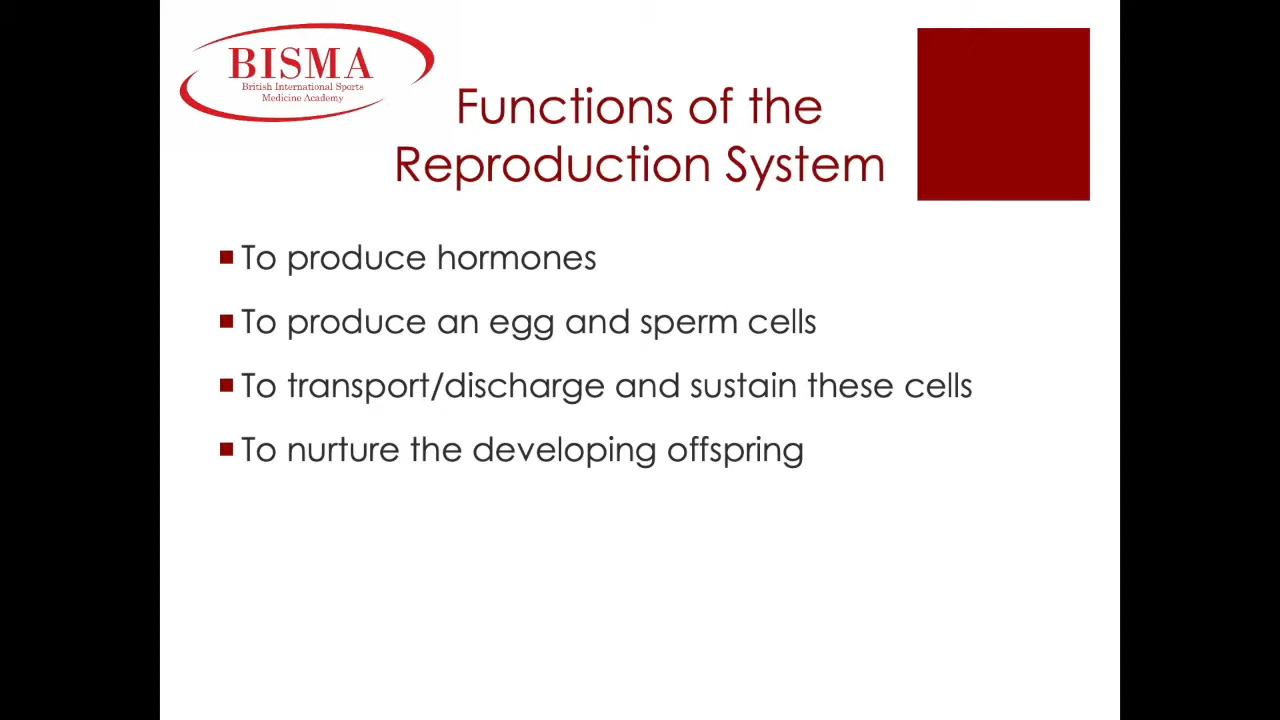 BISMA
British International Sports
Medicine Academy
Functions of the
Reproduction System
To produce hormones
To produce an egg and sperm cells
To transport/discharge and sustain these cells
To nurture the developing offspring